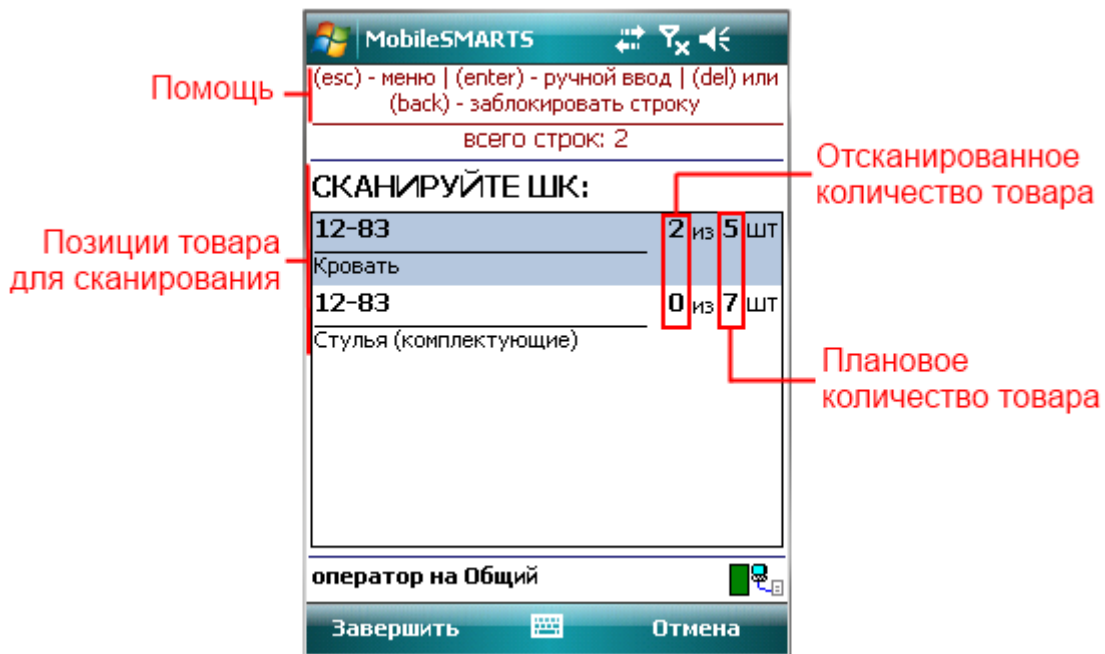 MobileSMARTS
Помощь
(esc) - меню | (enter) - ручной ввод | (del) или
(back) - заблокировать строку
всего строк: 2
Отсканированное
количество товара
СКАНИРУЙТЕ ШК:
Позиции товара
для сканирования
12-83 2 из 5 шт
Кровать
12-83 0 из 7 шт
Стулья (комплектующие)
Плановое
количество товара
оператор на Общий
Завершить Отмена